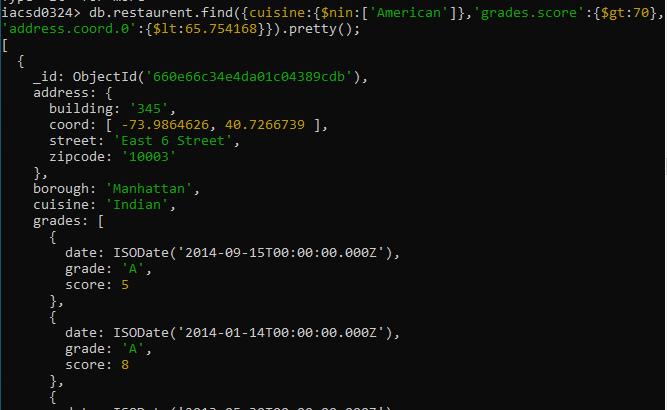 iacsd0324> db.restaurent.find({cuisine:{$nin:['American']},'grades.score':{$gt:70},
'address.coord.0':{$lt:65.754168}}).pretty();
[
  {
    _id: ObjectId('660e66c34e4da01c04389cdb'),
    address: {
      building: '345',
      coord: [ -73.9864626, 40.7266739 ],
      street: 'East 6 Street',
      zipcode: '10003'
    },
    borough: 'Manhattan',
    cuisine: 'Indian',
    grades: [
      {
        date: ISODate('2014-09-15T00:00:00.000Z'),
        grade: 'A',
        score: 5
      },
      {
        date: ISODate('2014-01-14T00:00:00.000Z'),
        grade: 'A',
        score: 8
      },
      {